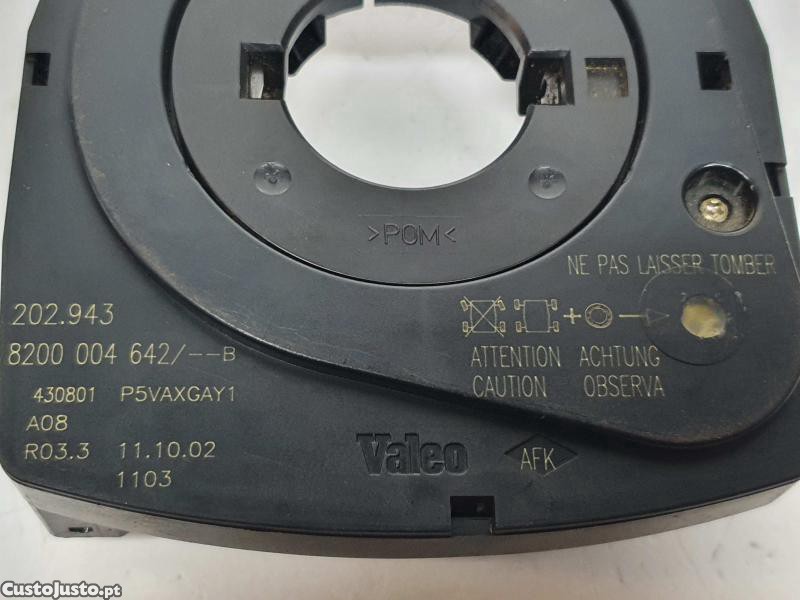 >POM<
NE PAS LAISSER TOMBER
202.943
8200 004 642/---B
ATTENTION ACHTUNG
CAUTION OBSERVA
430801 P5VAXGAY1
A08
R03.3 11.10.02
1103
Valeo
AFK
CustoJusto.pt